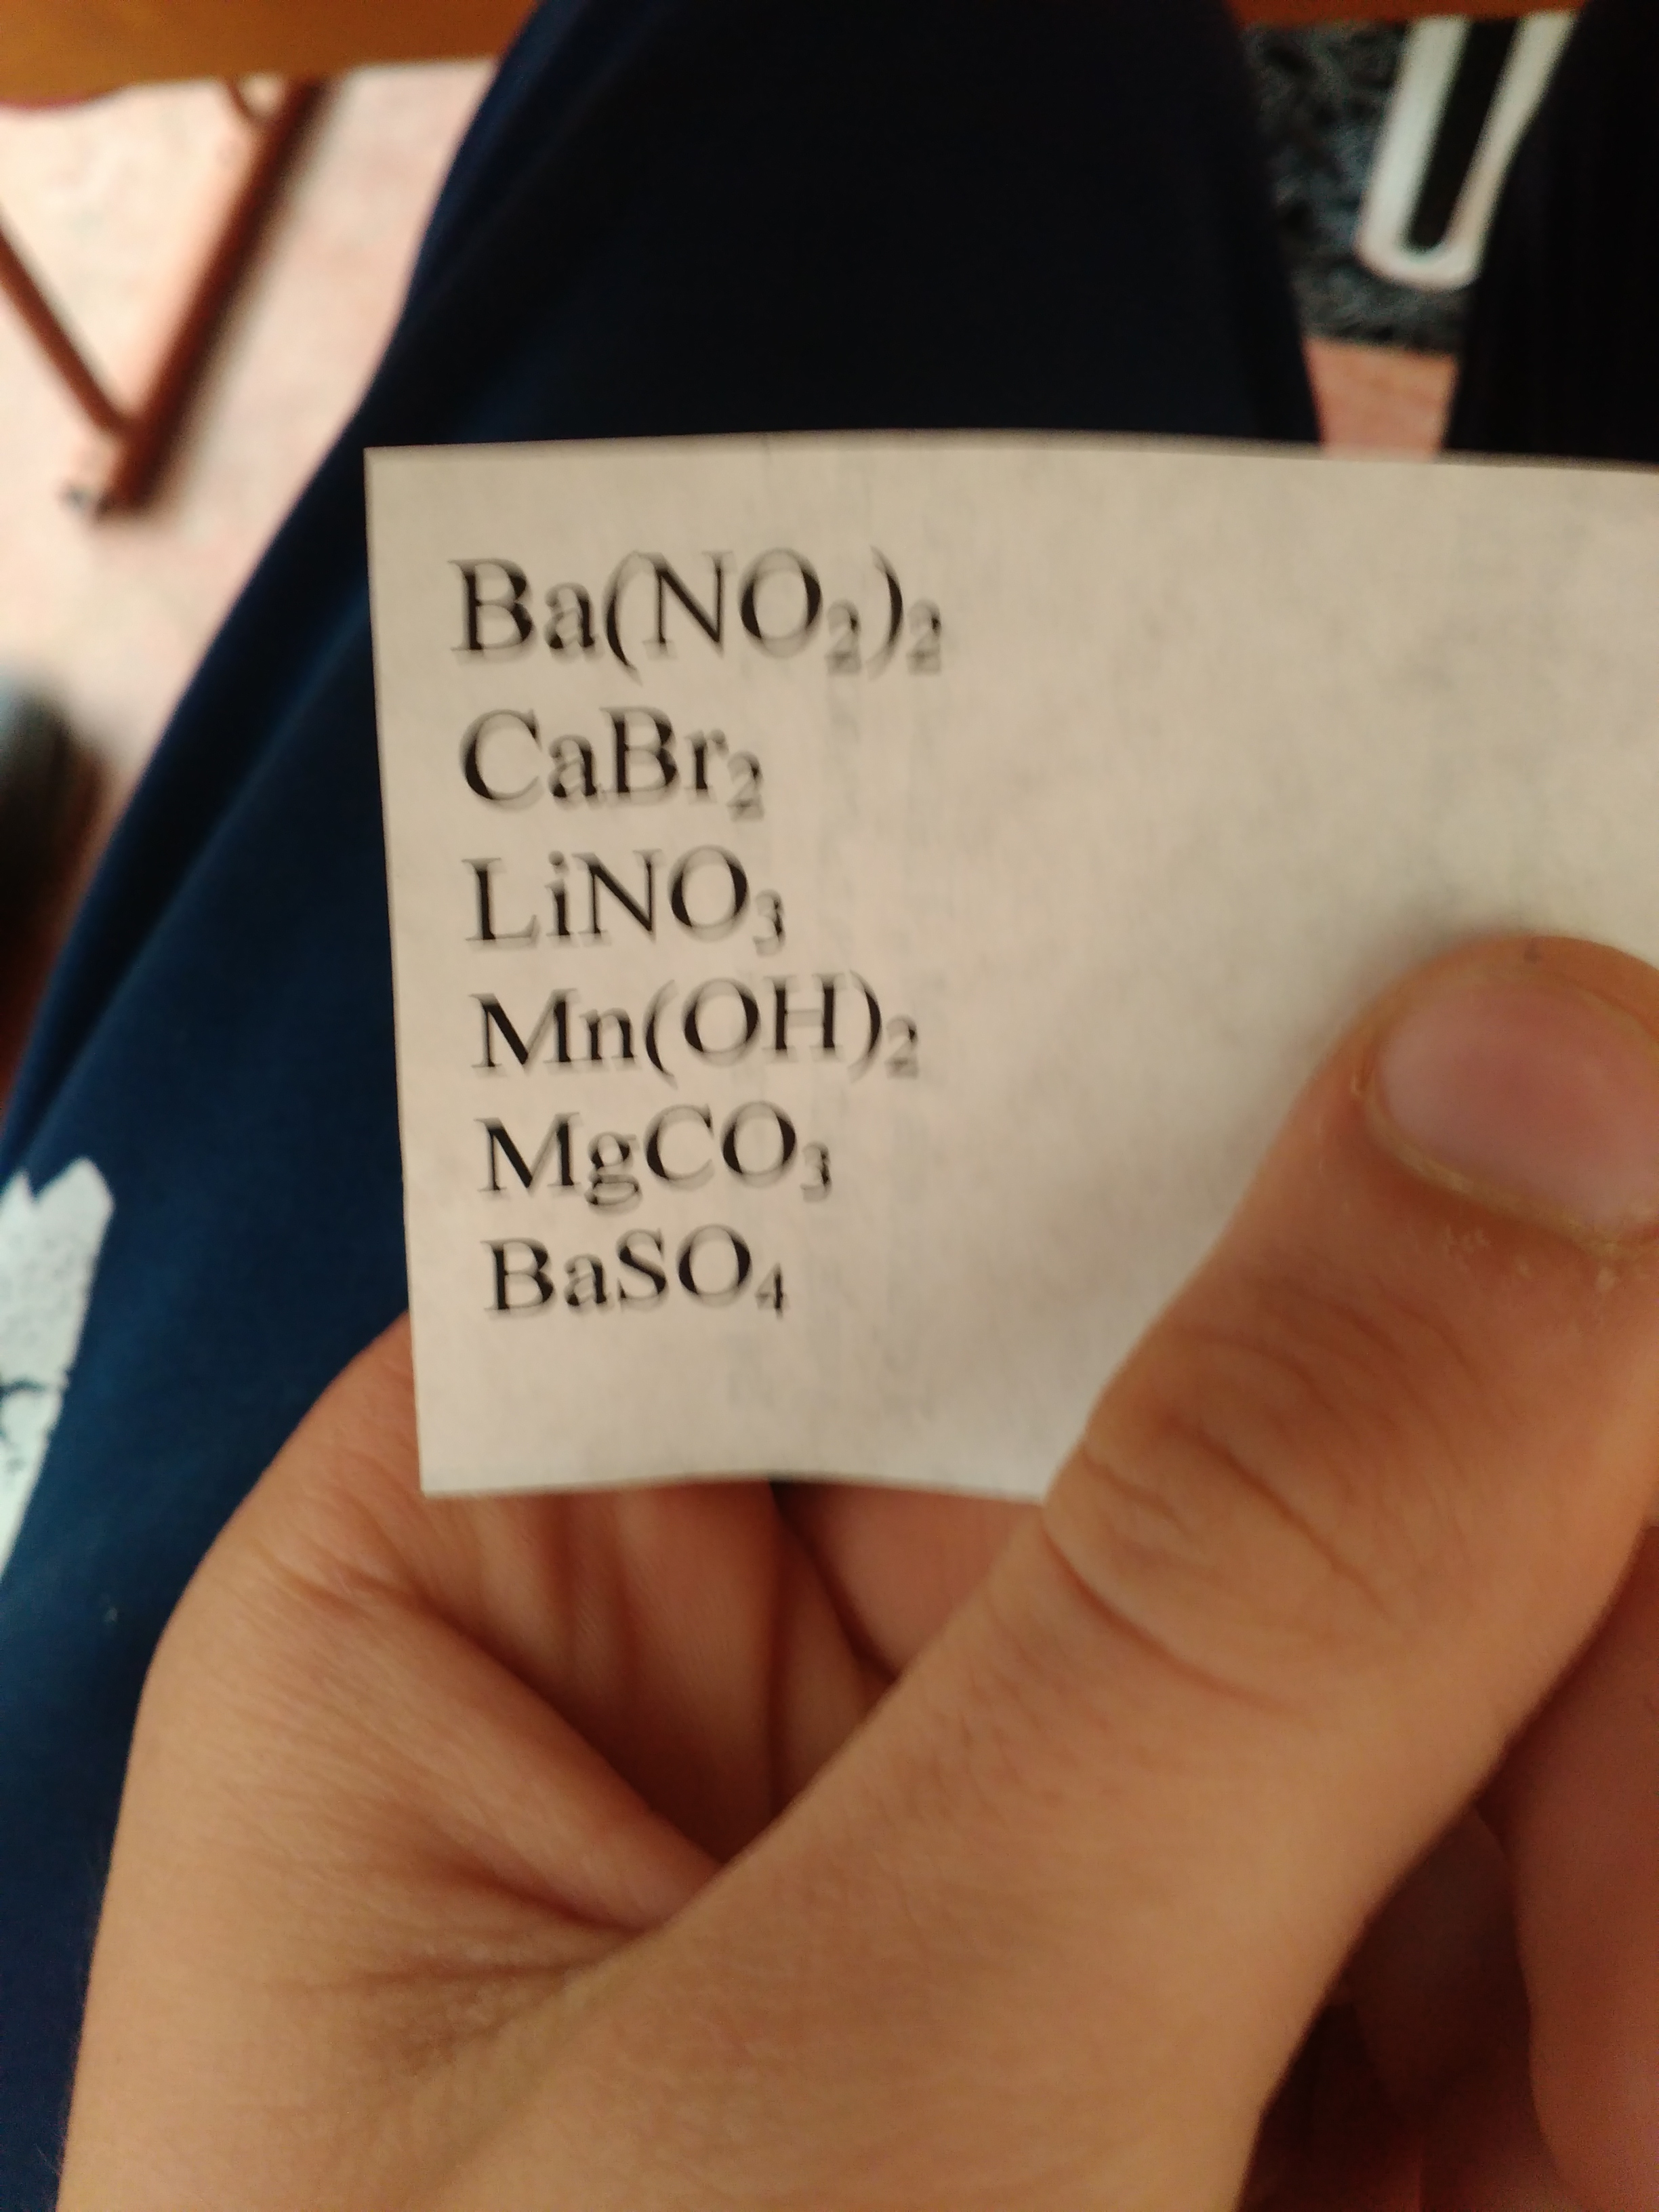 Ba(NO₂)₂
CaBr₂
LiNO₃
Mn(OH)₂
MgCO₃
BaSO₄